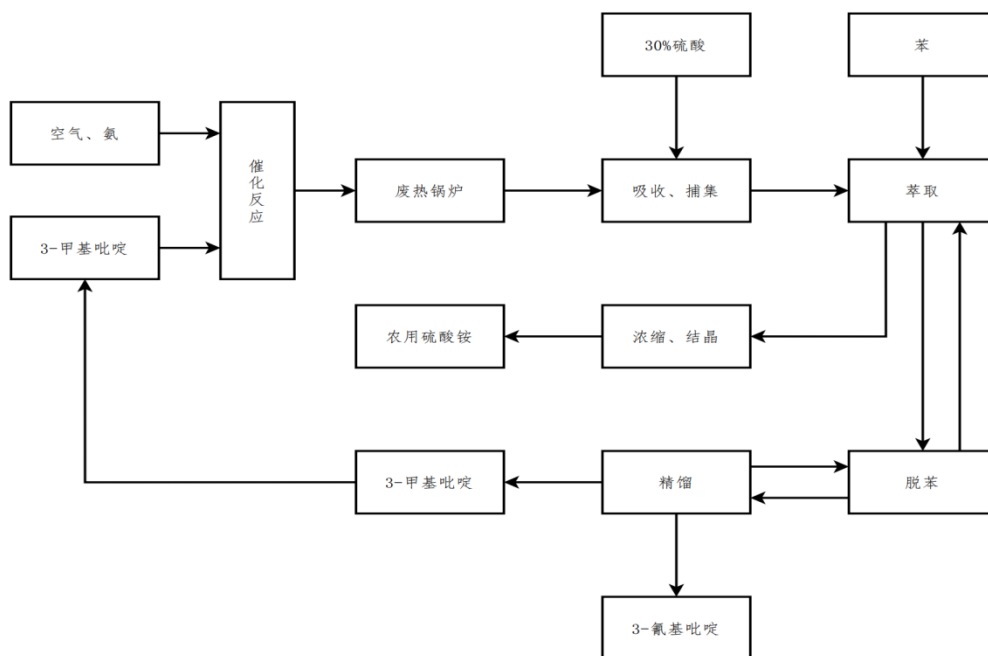 30%硫酸
苯
空气、氨
催化反应
废热锅炉
吸收、捕集
萃取
3-甲基吡啶
农用硫酸铵
浓缩、结晶
3-甲基吡啶
精馏
脱苯
3-氰基吡啶